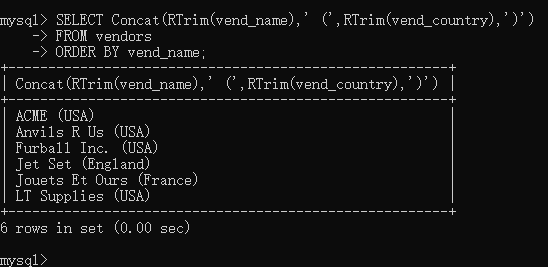 mysql> SELECT Concat(RTrim(vend_name),' (',RTrim(vend_country),')')
    -> FROM vendors
    -> ORDER BY vend_name;
+-------------------------------------------------------+
| Concat(RTrim(vend_name),' (',RTrim(vend_country),')') |
+-------------------------------------------------------+
| ACME (USA)                                            |
| Anvils R Us (USA)                                     |
| Furball Inc. (USA)                                    |
| Jet Set (England)                                     |
| Jouets Et Ours (France)                               |
| LT Supplies (USA)                                     |
+-------------------------------------------------------+
6 rows in set (0.00 sec)
mysql>